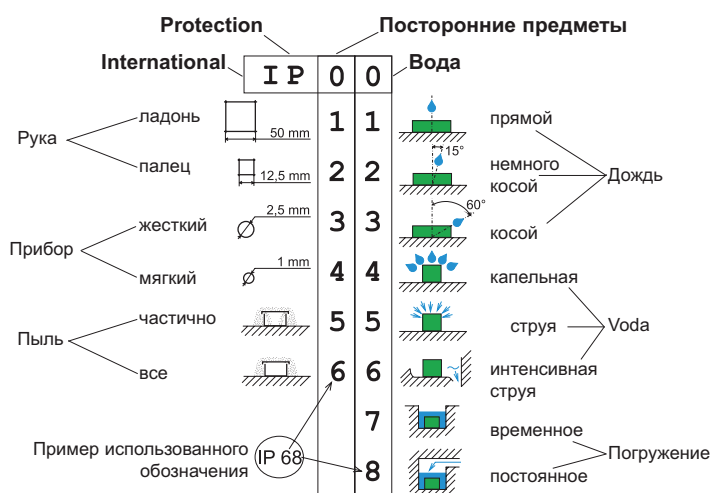 Protection
Посторонние предметы
International
IP 0 0
Вода
Рука
ладонь
50 mm
1 1
прямой
палец
12,5 mm
2 2
15°
немного
косой
Дождь
Прибор
жесткий
2,5 mm
3 3
60°
косой
мягкий
1 mm
4 4
капельная
Пыль
частично
5 5
струя
Voda
все
6 6
интенсивная
струя
7
временное
Погружение
Пример использованного
обозначения
IP 68
8
постоянное